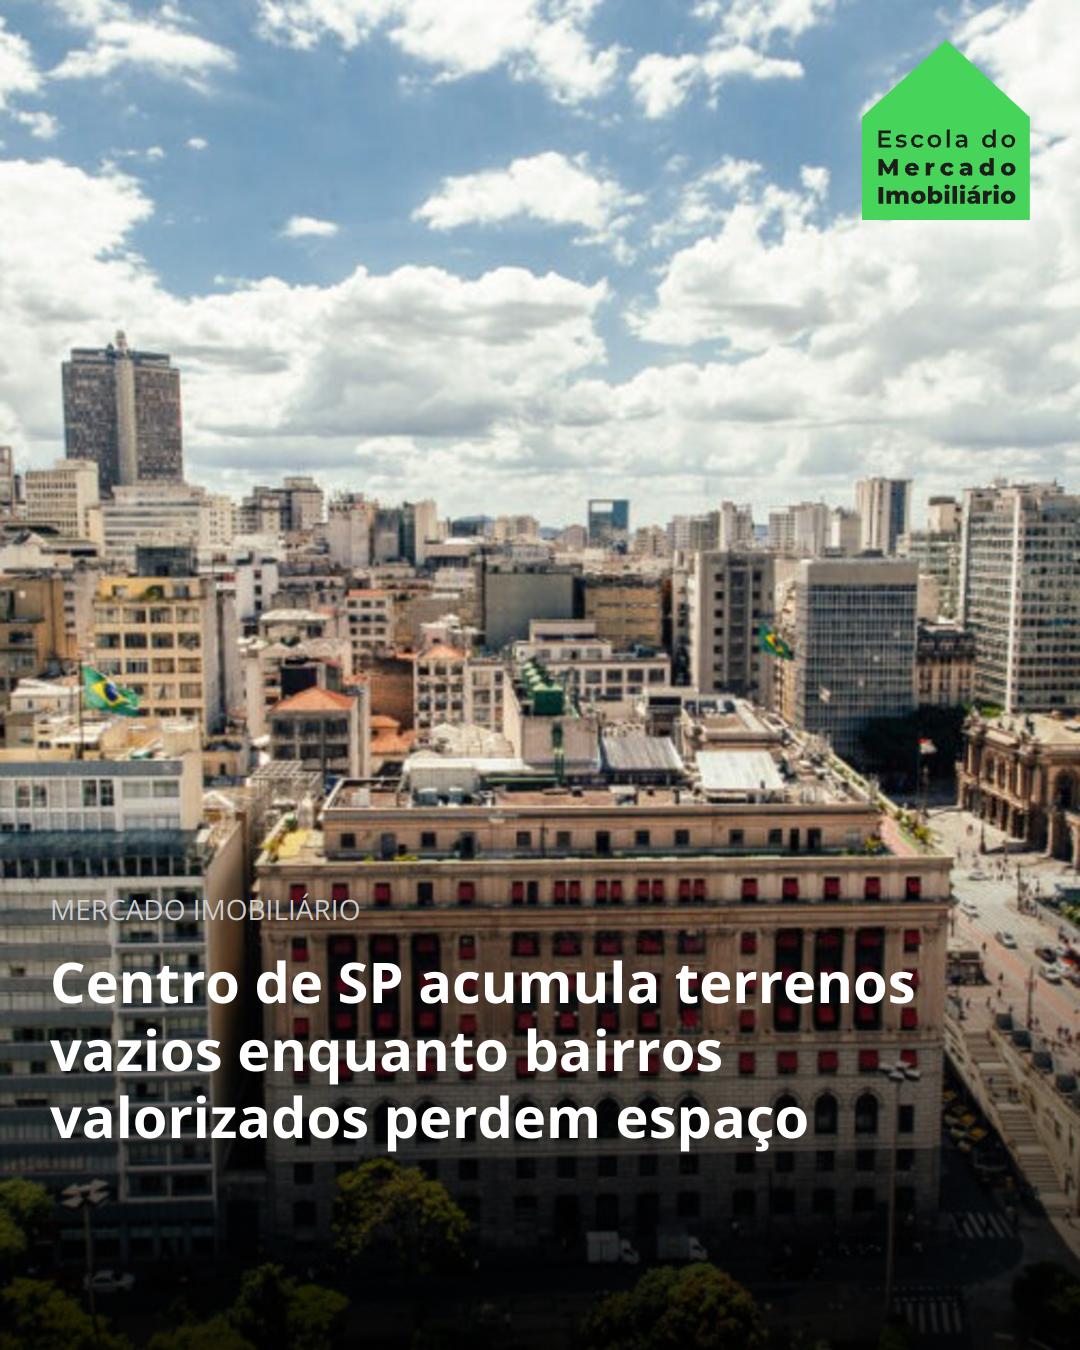 Escola do
Mercado
Imobiliário
MERCADO IMOBILIÁRIO
Centro de SP acumula terrenos
vazios enquanto bairros
valorizados perdem espaço